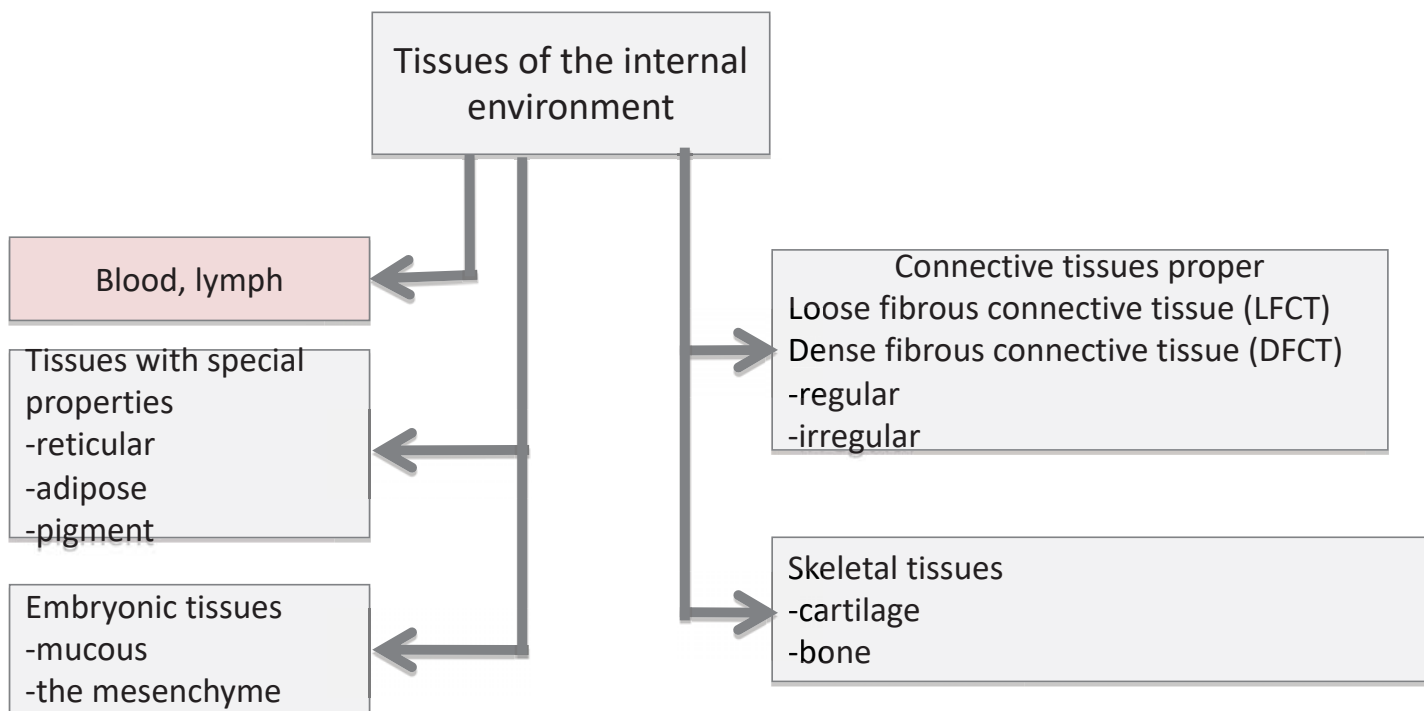 Tissues of the internal
environment
Blood, lymph
Tissues with special
properties
-reticular
-adipose
-pigment
Embryonic tissues
-mucous
-the mesenchyme
Connective tissues proper
Loose fibrous connective tissue (LFCT)
Dense fibrous connective tissue (DFCT)
-regular
-irregular
Skeletal tissues
-cartilage
-bone